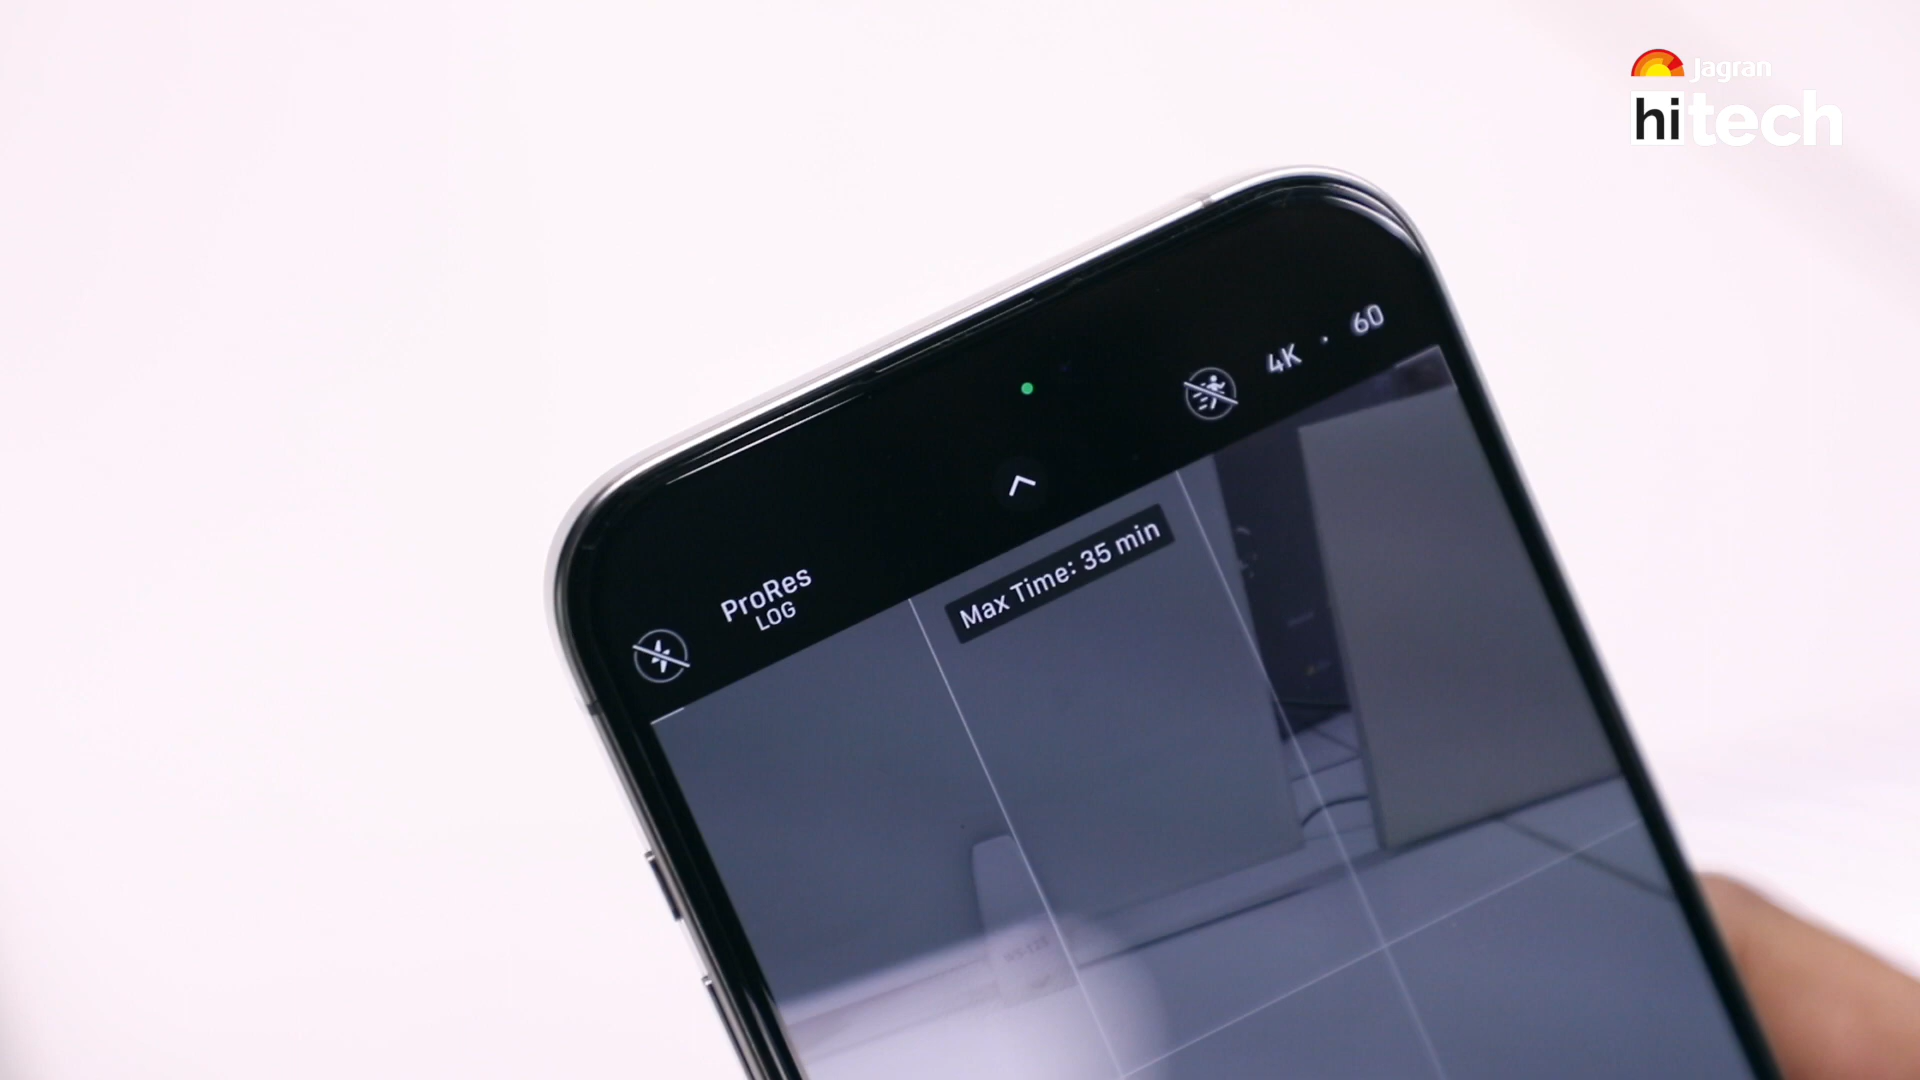 Jagran
hitech
4K · 60
ProRes
LOG
Max Time: 35 min